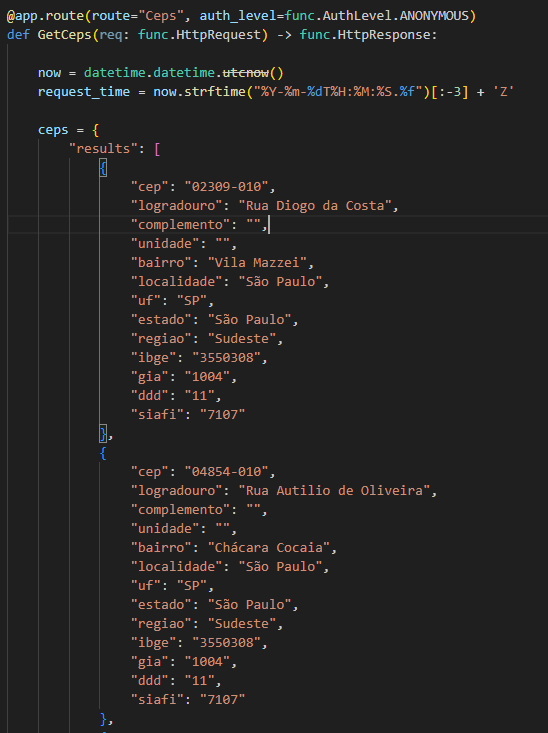 @app.route(route="Ceps", auth_level=func.AuthLevel.ANONYMOUS)
def GetCeps(req: func.HttpRequest) -> func.HttpResponse:
now = datetime.datetime.utcnow()
request_time = now.strftime("%Y-%m-%dT%H:%M:%S.%f")[:-3] + 'Z'
ceps = {
"results": [
{
"cep": "02309-010",
"logradouro": "Rua Diogo da Costa",
"complemento": "",
"unidade": "",
"bairro": "Vila Mazzei",
"localidade": "São Paulo",
"uf": "SP",
"estado": "São Paulo",
"regiao": "Sudeste",
"ibge": "3550308",
"gia": "1004",
"ddd": "11",
"siafi": "7107"
},
{
"cep": "04854-010",
"logradouro": "Rua Autilio de Oliveira",
"complemento": "",
"unidade": "",
"bairro": "Chácara Cocaia",
"localidade": "São Paulo",
"uf": "SP",
"estado": "São Paulo",
"regiao": "Sudeste",
"ibge": "3550308",
"gia": "1004",
"ddd": "11",
"siafi": "7107"
},